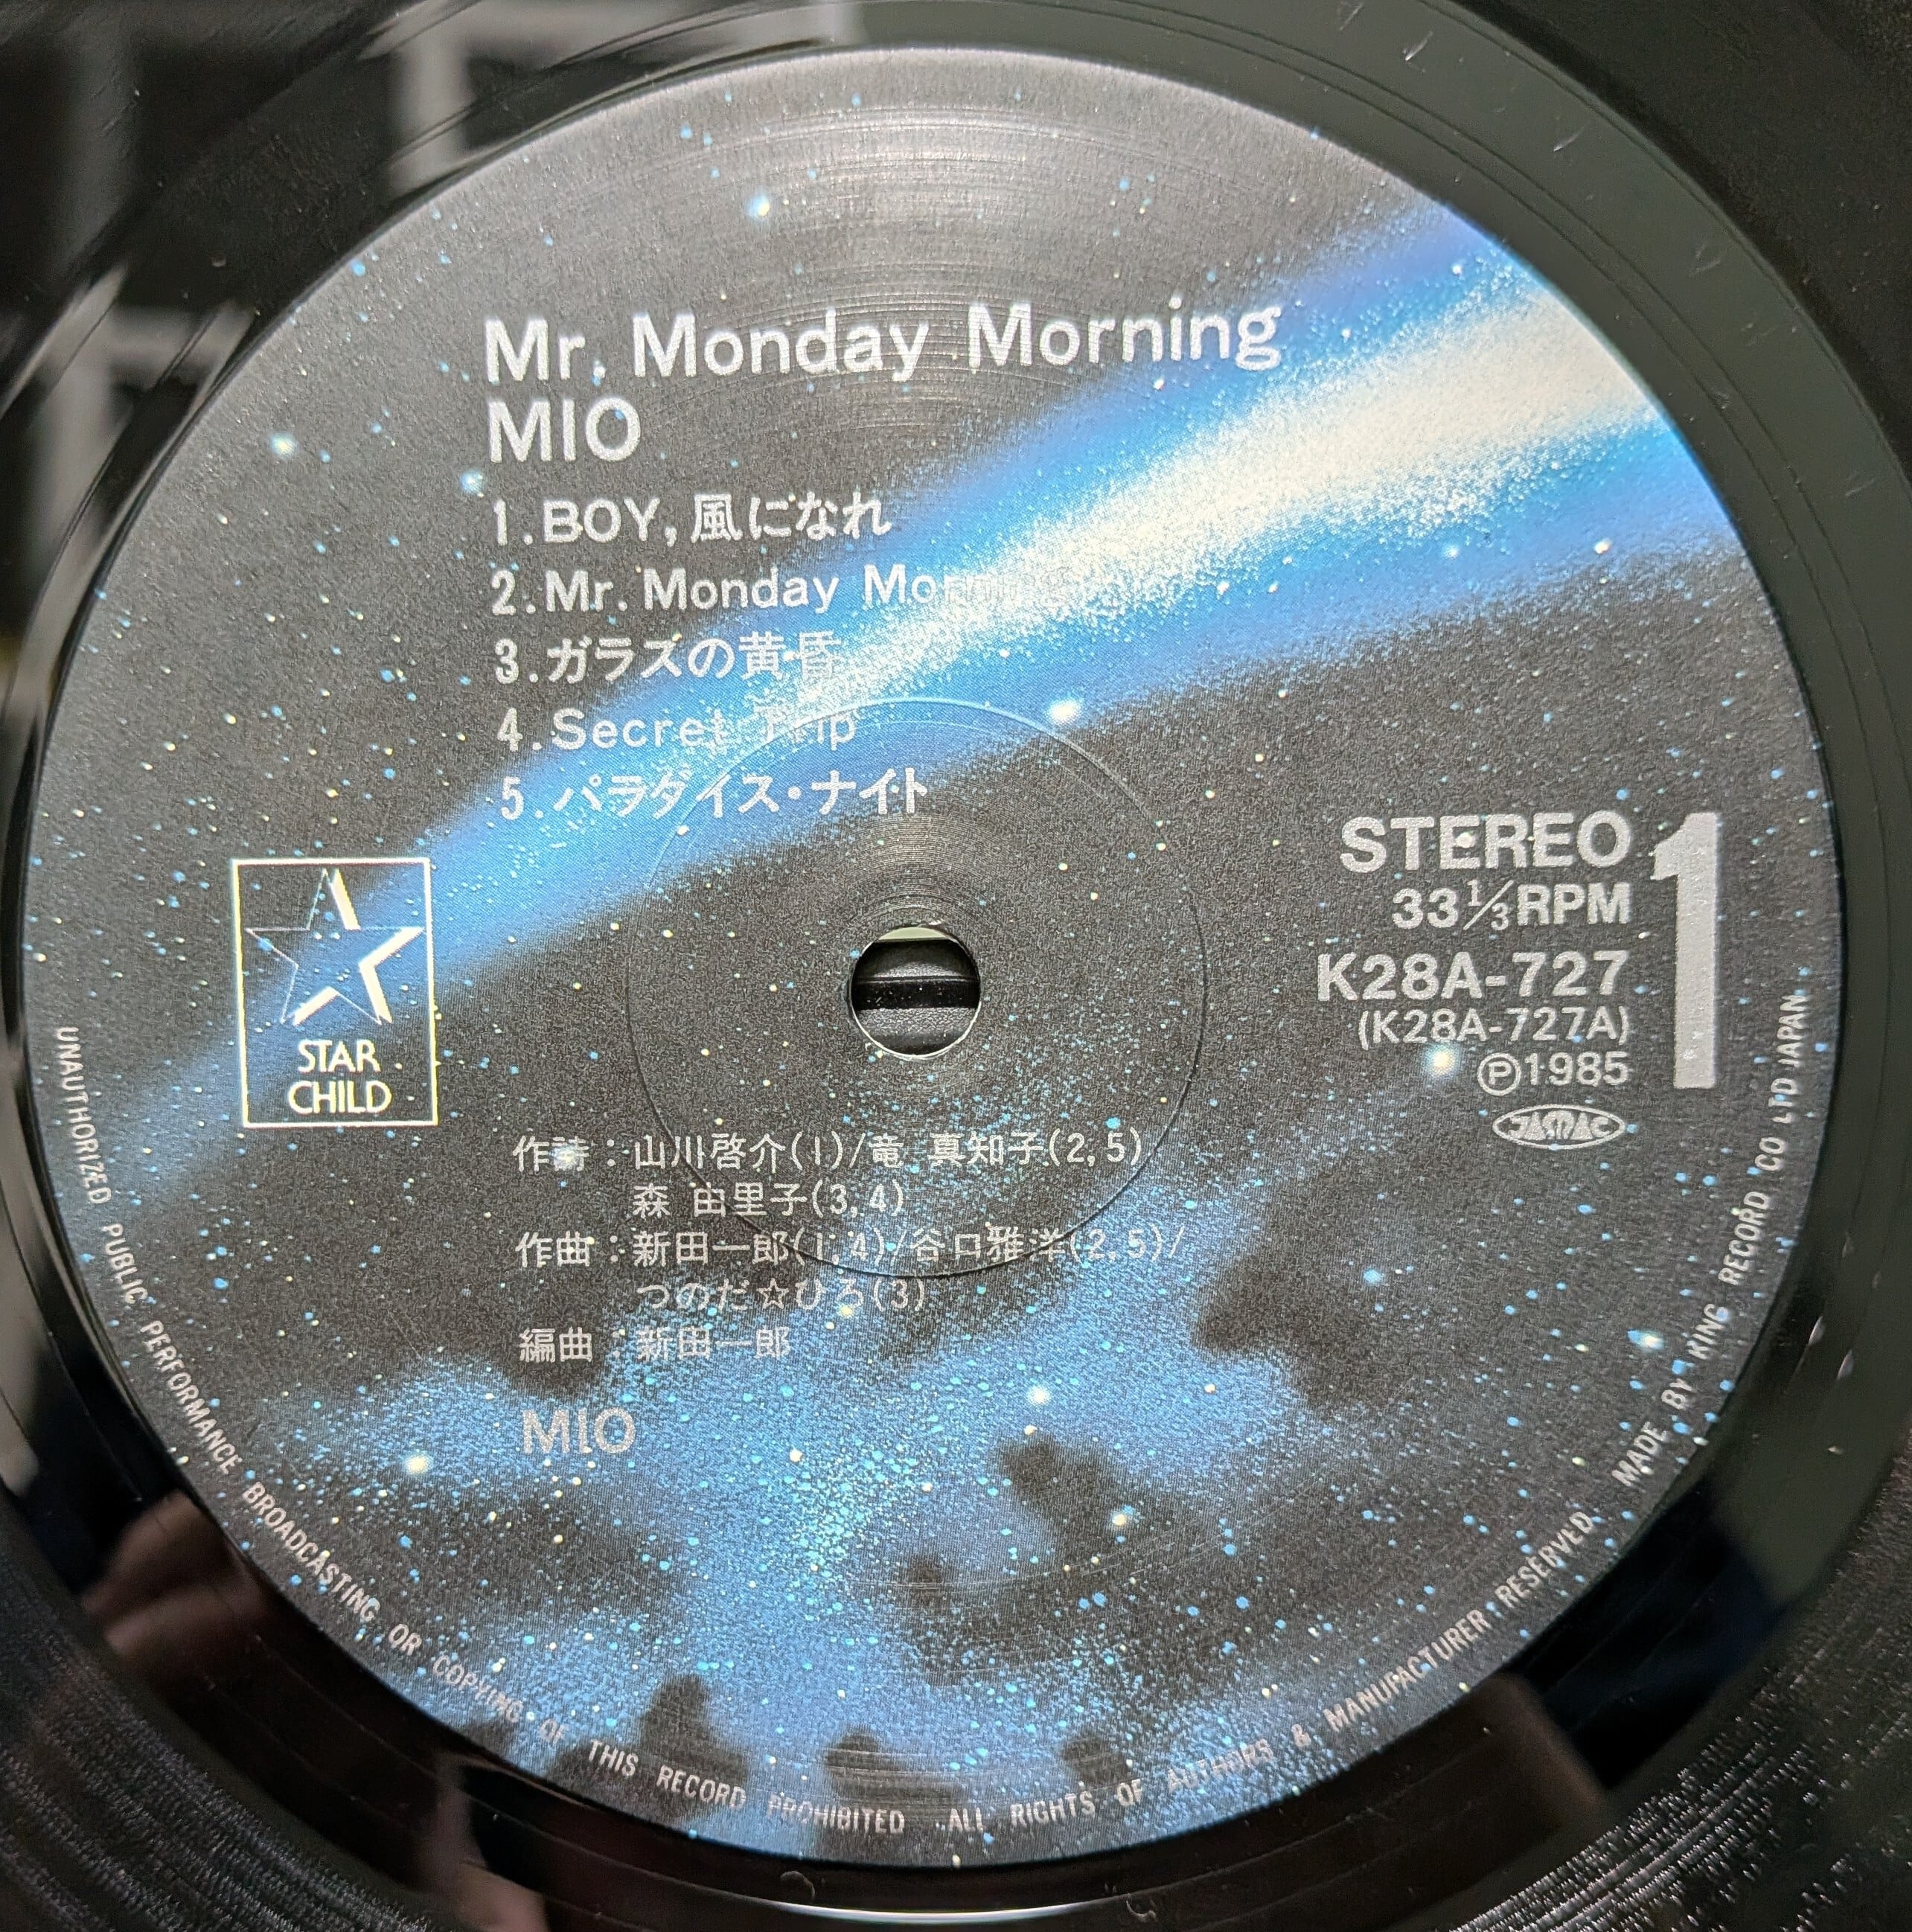 Mr. Monday Morning
MIO
1.BOY,風になれ
2.Mr. Monday Morning
3.ガラスの黄昏
4.Secret Trip
5.パラダイス・ナイト
STAR
CHILD
STEREO
33⅓RPM
K28A-727
(K28A-727A)
Ⓟ1985
JASRAC
1
作詩：山川啓介(1)/竜 真知子(2,5)
森 由里子(3,4)
作曲：新田一郎(1,4)/谷口雅洋(2,5)/
つのだ☆ひろ(3)
編曲：新田一郎
MIO
UNAUTHORIZED PUBLIC PERFORMANCE BROADCASTING OR COPYING OF THIS RECORD PROHIBITED ALL RIGHTS OF AUTHORS & MANUFACTURER RESERVED MADE BY KING RECORD CO LTD JAPAN